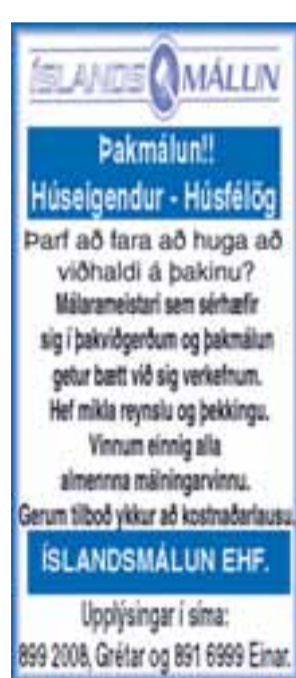 ÍSLANDS MÁLUN
Þakmálun!!
Húseigendur - Húsfélög
Þarf að fara að huga að
viðhaldi á þakinu?
Málarameistari sem sérhæfir
sig í þakviðgerðum og þakmálun
getur bætt við sig verkefnum.
Hef mikla reynslu og þekkingu.
Vinnum einnig alla
almennna málningarvinnu.
Gerum tilboð ykkur að kostnaðarlausu.
ÍSLANDSMÁLUN EHF.
Upplýsingar í síma:
899 2008, Grétar og 891 6999 Einar.